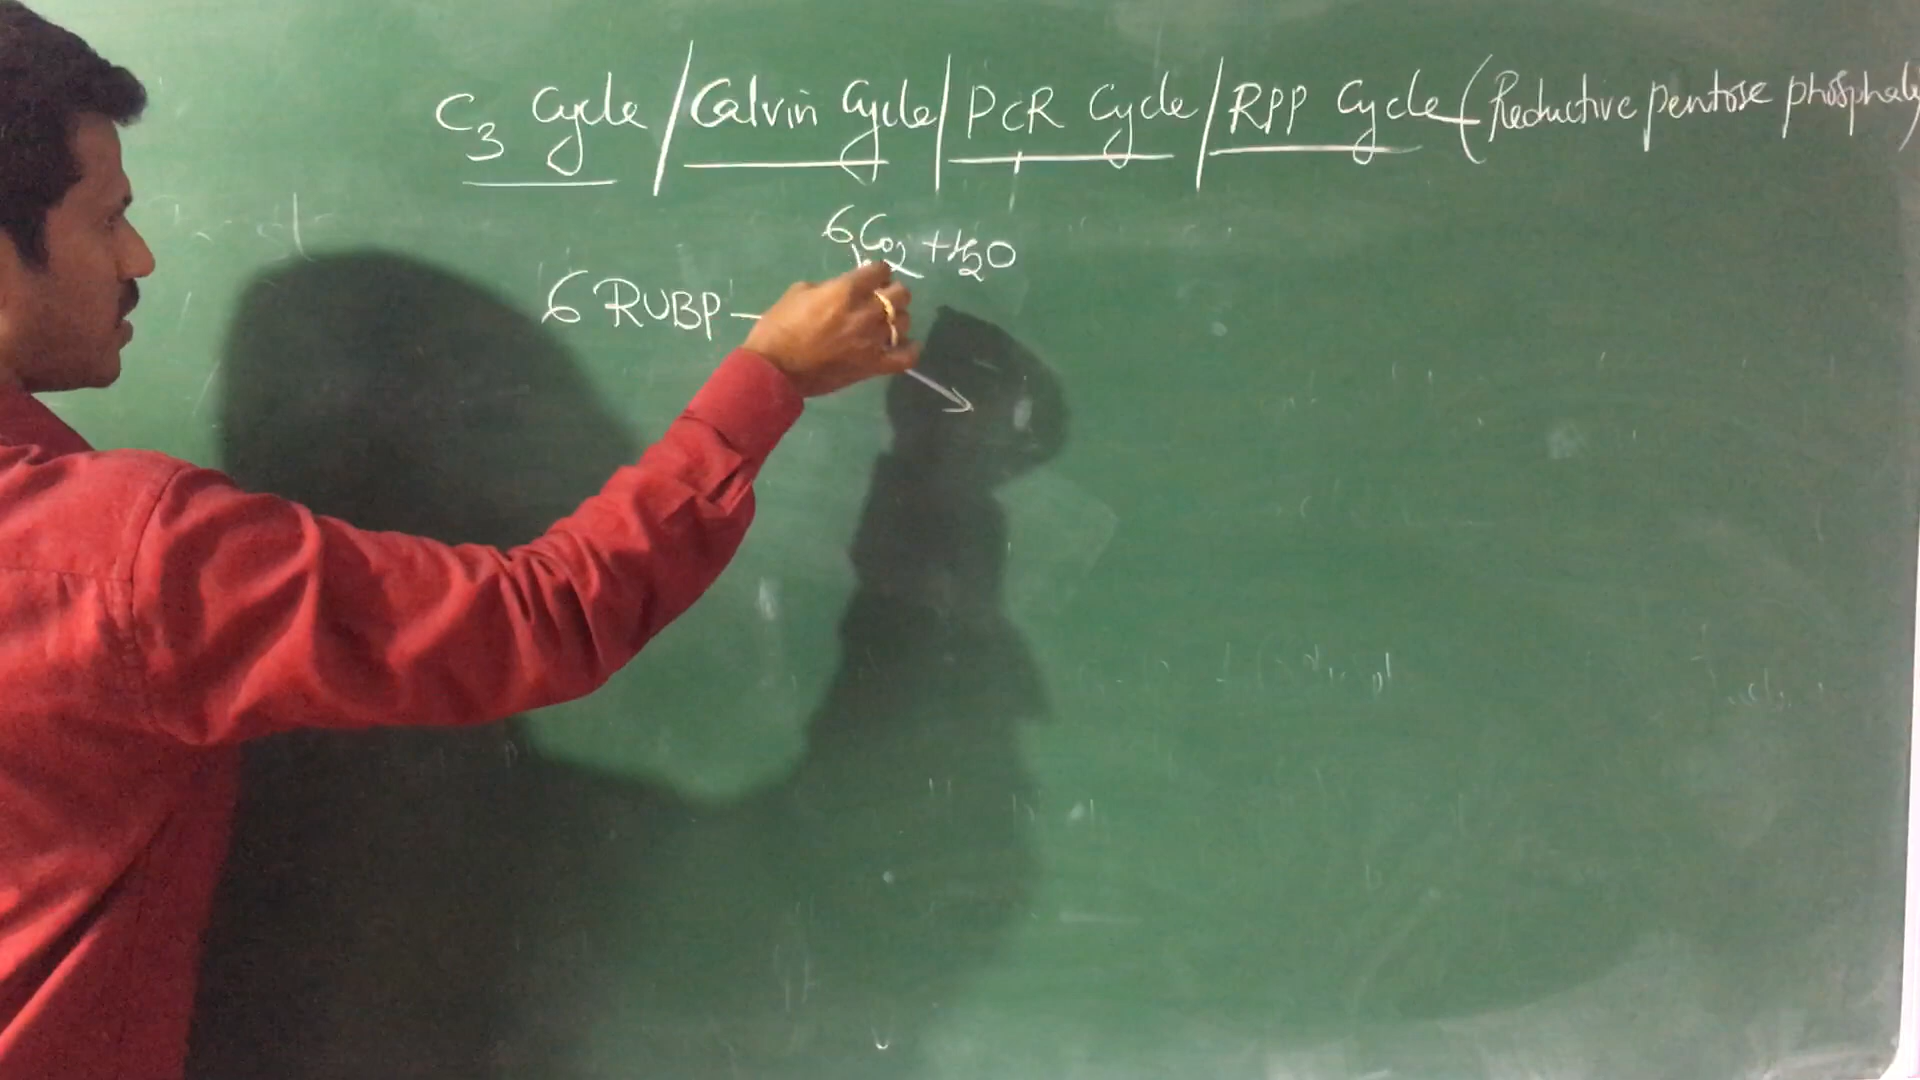 C3 Cycle / Calvin Cycle / PCR Cycle / RPP Cycle (Reductive pentose phosphate
6CO2 + H2O
6 RUBP